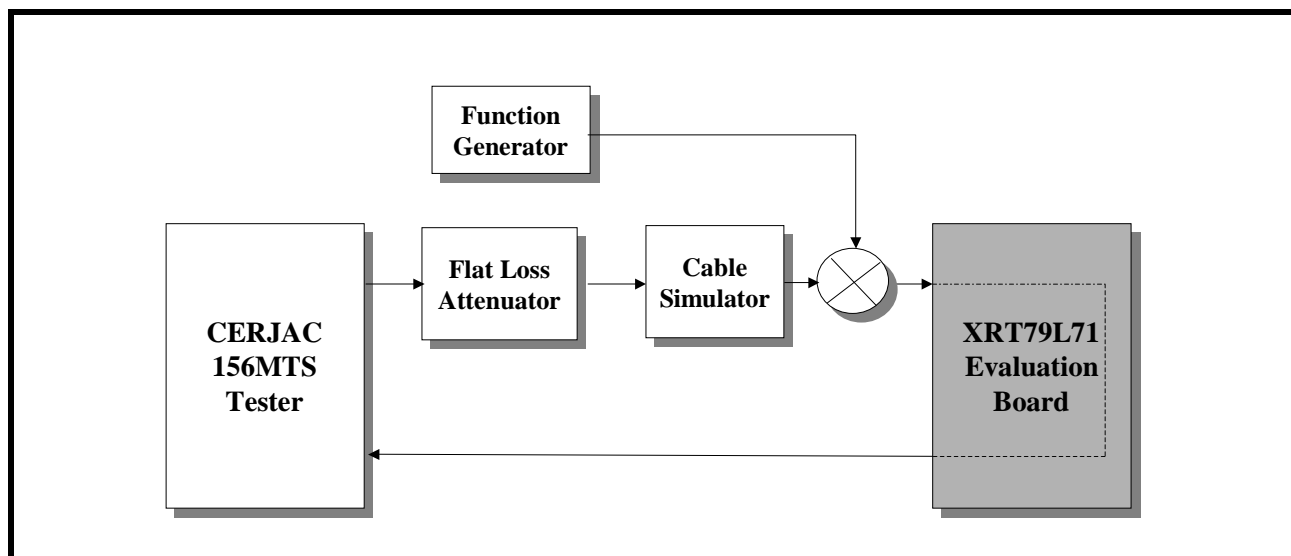 Function
Generator
Flat Loss
Attenuator
Cable
Simulator
CERJAC
156MTS
Tester
XRT79L71
Evaluation
Board